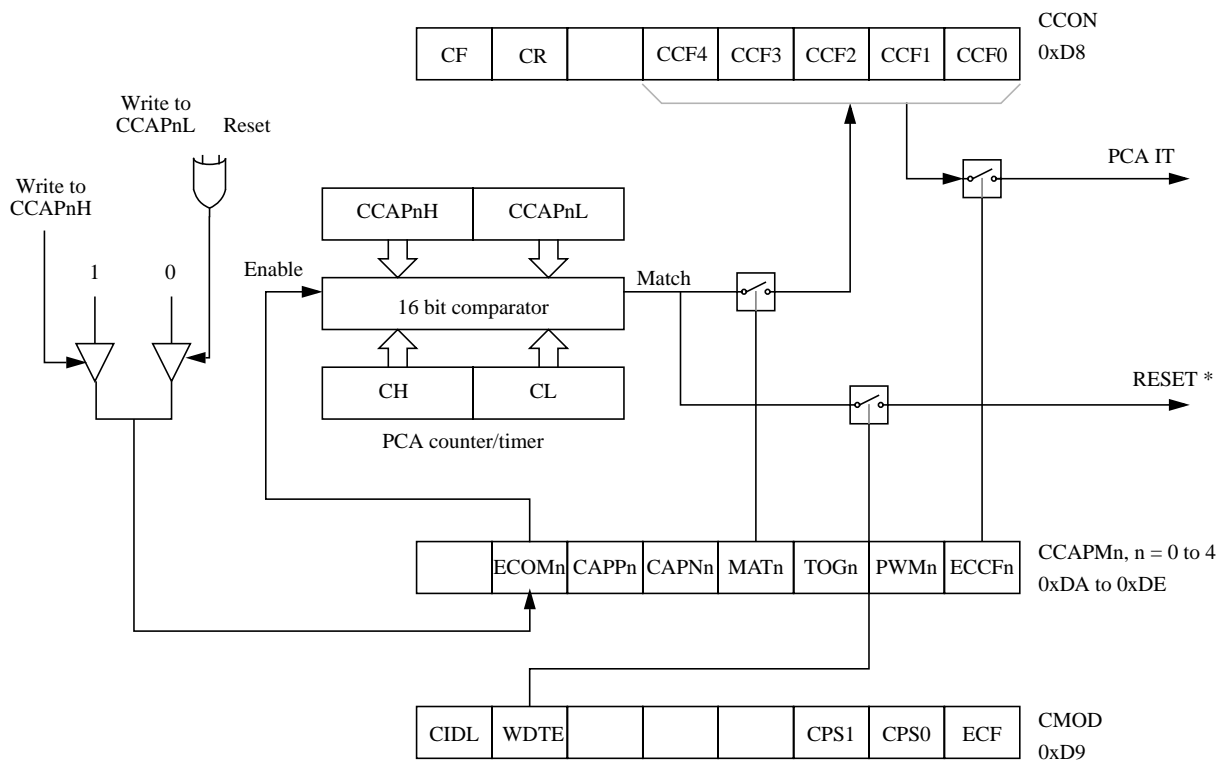 CF CR CCF4 CCF3 CCF2 CCF1 CCF0
CCON
0xD8
Write to
CCAPnL
Reset
Write to
CCAPnH
PCA IT
CCAPnH CCAPnL
1 0
Enable
16 bit comparator
Match
CH CL
PCA counter/timer
RESET *
ECOMn CAPPn CAPNn MATn TOGn PWMn ECCFn
CCAPMn, n = 0 to 4
0xDA to 0xDE
CIDL WDTE CPS1 CPS0 ECF
CMOD
0xD9